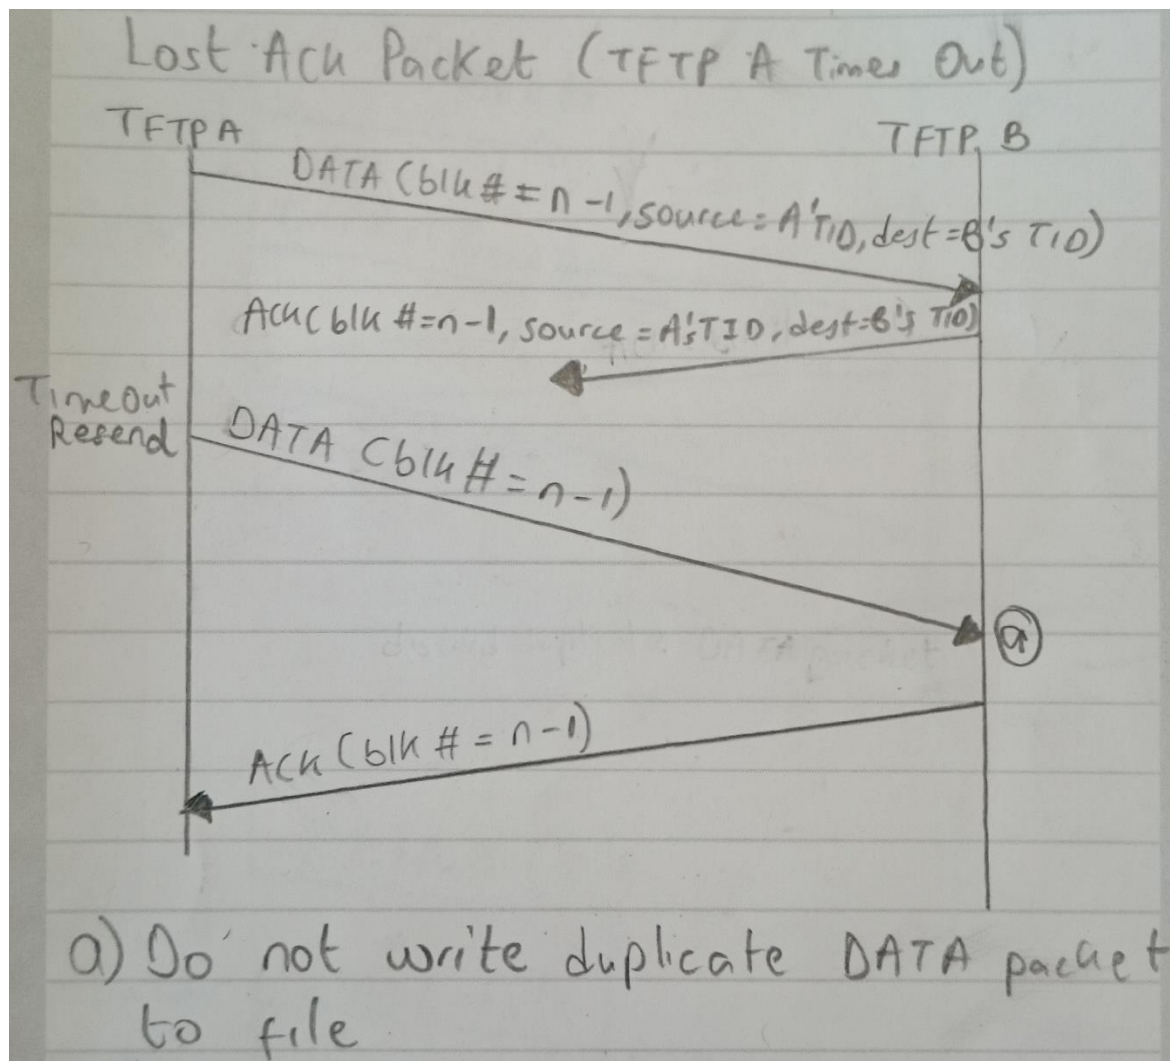 Lost Ack Packet (TFTP A Times Out)
TFTP A
TFTP B
DATA (blk # = n-1, source = A'TID, dest = B's TID)
Ack (blk # = n-1, source = A's TID, dest = B's TID)
Timeout
Resend
DATA (blk # = n-1)
a
ACK (blk # = n-1)
a) Do not write duplicate DATA packet
to file